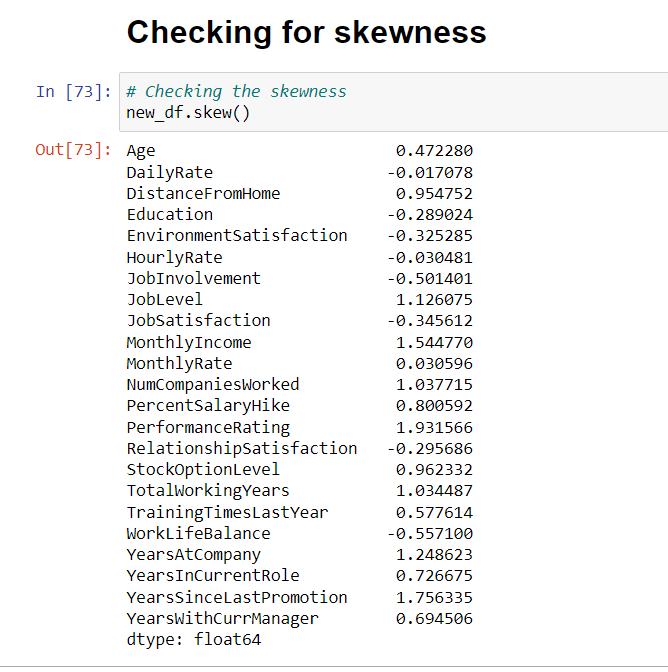 Checking for skewness
In [73]: # Checking the skewness
new_df.skew()
Out[73]: Age 0.472280
DailyRate -0.017078
DistanceFromHome 0.954752
Education -0.289024
EnvironmentSatisfaction -0.325285
HourlyRate -0.030481
JobInvolvement -0.501401
JobLevel 1.126075
JobSatisfaction -0.345612
MonthlyIncome 1.544770
MonthlyRate 0.030596
NumCompaniesWorked 1.037715
PercentSalaryHike 0.800592
PerformanceRating 1.931566
RelationshipSatisfaction -0.295686
StockOptionLevel 0.962332
TotalWorkingYears 1.034487
TrainingTimesLastYear 0.577614
WorkLifeBalance -0.557100
YearsAtCompany 1.248623
YearsInCurrentRole 0.726675
YearsSinceLastPromotion 1.756335
YearsWithCurrManager 0.694506
dtype: float64